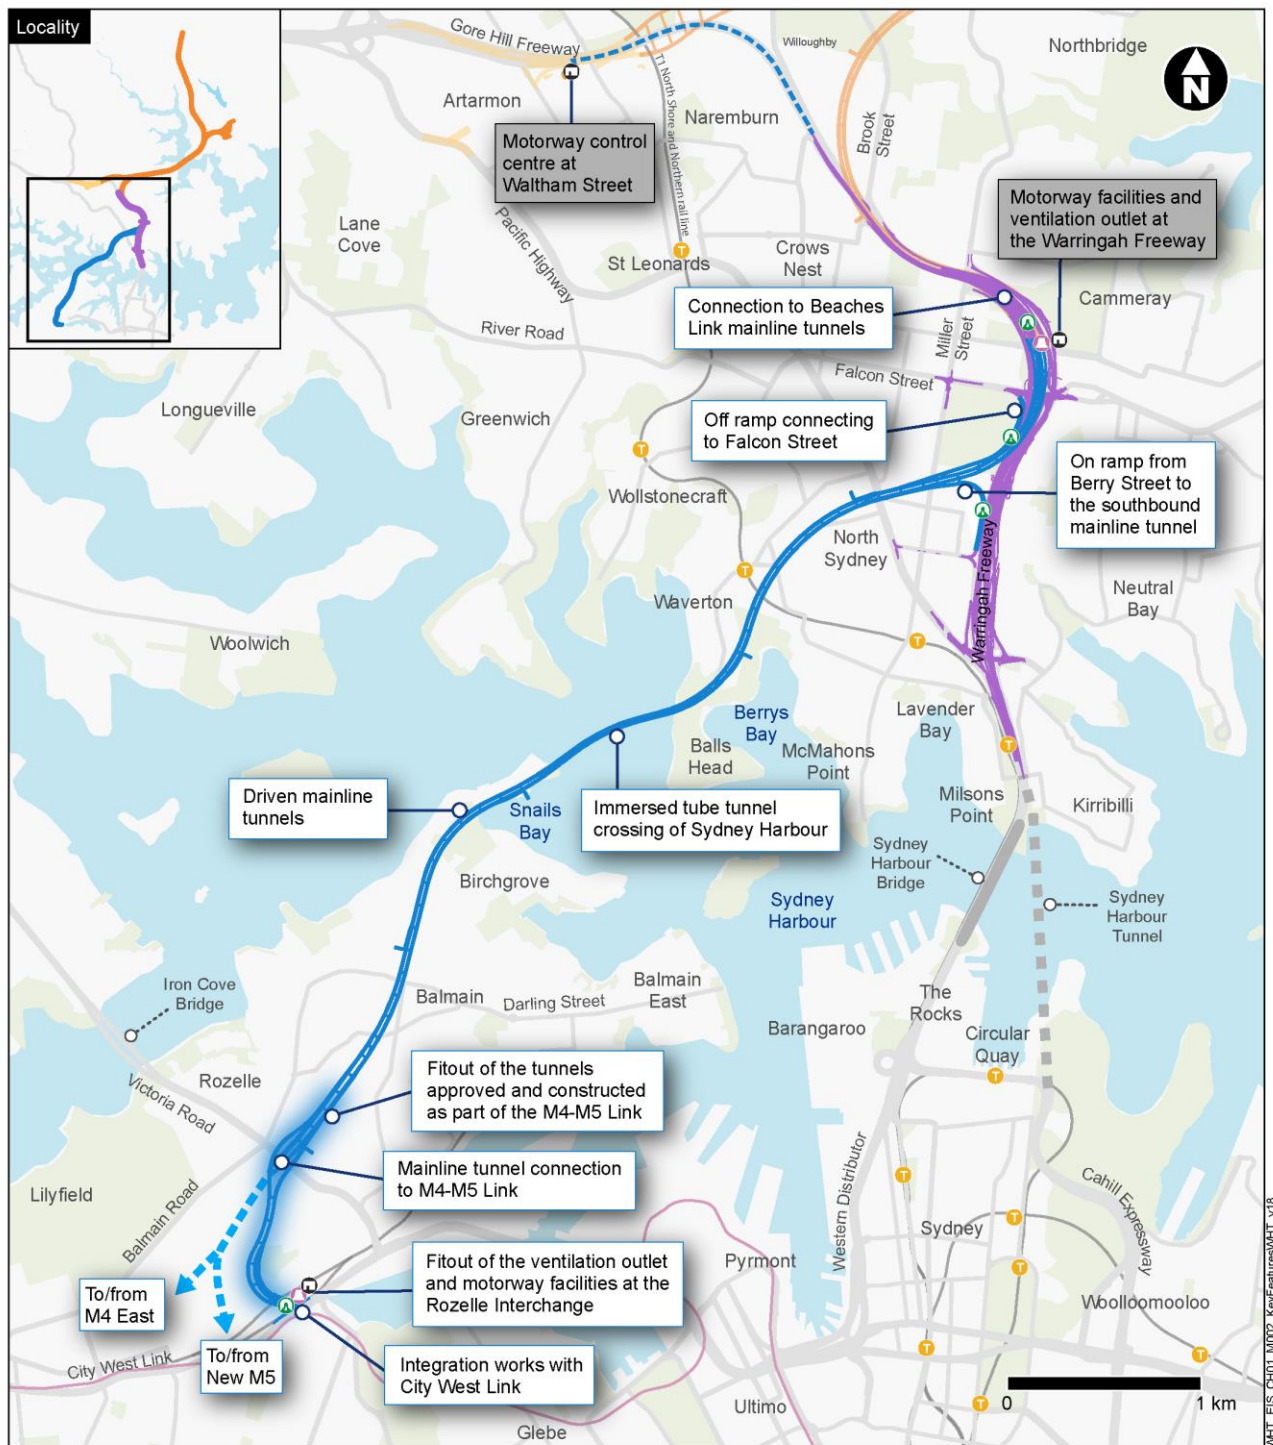 Locality
Gore Hill Freeway
Willoughby
Northbridge
N
Artarmon
T1 North Shore and Northern rail line
Naremburn
Brook
Street
Motorway control
centre at
Waltham Street
Motorway facilities and
ventilation outlet at
the Warringah Freeway
Lane
Cove
Pacific Highway
T
St Leonards
Crows
Nest
Cammeray
Connection to Beaches
Link mainline tunnels
River Road
Miller
Street
Falcon Street
Longueville
Greenwich
Off ramp connecting
to Falcon Street
T
On ramp from
Berry Street to
the southbound
mainline tunnel
Wollstonecraft
North
Sydney
Warringah Freeway
T
Waverton
Neutral
Bay
Woolwich
T
Berrys
Bay
Lavender
Bay
Balls
Head
McMahons
Point
T
Driven mainline
tunnels
Snails
Bay
Immersed tube tunnel
crossing of Sydney Harbour
Milsons
Point
Kirribilli
Sydney
Harbour
Bridge
Birchgrove
Sydney
Harbour
Sydney
Harbour
Tunnel
Iron Cove
Bridge
Balmain
Darling Street
Balmain
East
The
Rocks
Barangaroo
Circular
Quay
T
Victoria Road
Rozelle
Fitout of the tunnels
approved and constructed
as part of the M4-M5 Link
Mainline tunnel connection
to M4-M5 Link
Lilyfield
Balmain Road
Western Distributor
T
Cahill Expressway
Sydney
T
T
Pyrmont
Fitout of the ventilation outlet
and motorway facilities at the
Rozelle Interchange
To/from
M4 East
Woolloomooloo
To/from
New M5
City West Link
Integration works with
City West Link
T
T
Ultimo
T
0
1 km
Glebe
WHT_EIS_CH01_M002_KeyFeaturesWHT_v18